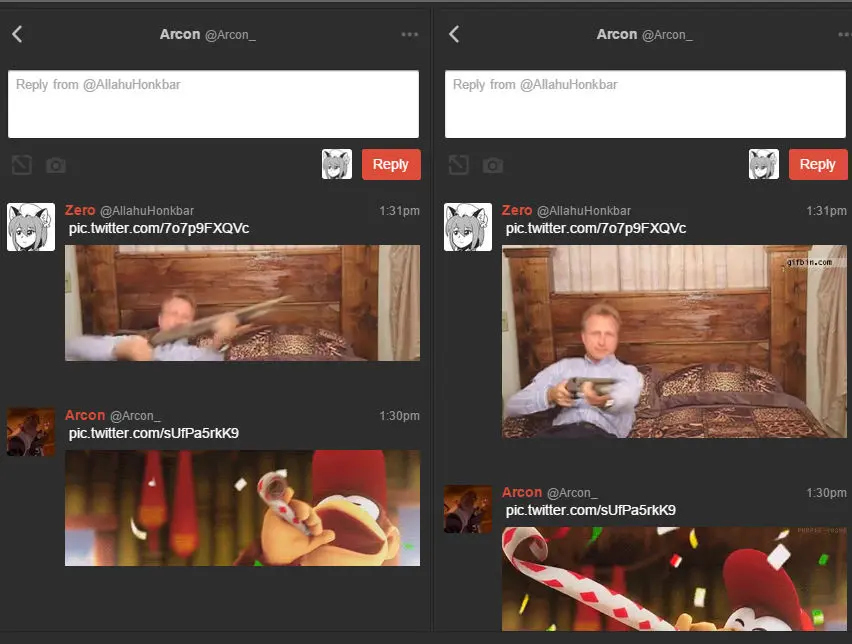 Arcon @Arcon_
Reply from @AllahuHonkbar
Reply
Zero @AllahuHonkbar 1:31pm
pic.twitter.com/7o7p9FXQVc
Arcon @Arcon_ 1:30pm
pic.twitter.com/sUfPa5rkK9
Arcon @Arcon_
Reply from @AllahuHonkbar
Reply
Zero @AllahuHonkbar 1:31pm
pic.twitter.com/7o7p9FXQVc
gifbin.com
Arcon @Arcon_ 1:30pm
pic.twitter.com/sUfPa5rkK9